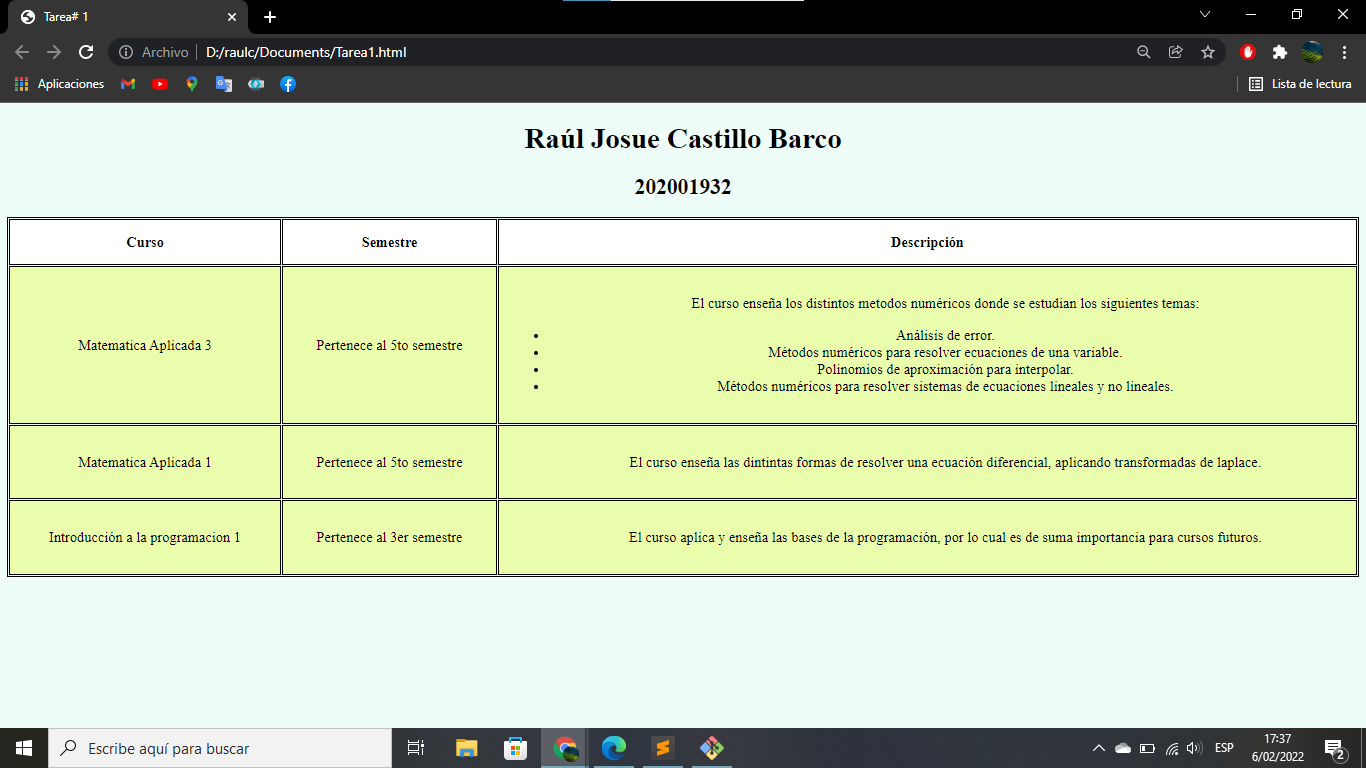 Tarea# 1
Archivo
D:/raulc/Documents/Tarea1.html
Aplicaciones
Lista de lectura
Raúl Josue Castillo Barco
202001932
Curso
Semestre
Descripción
Matematica Aplicada 3
Pertenece al 5to semestre
El curso enseña los distintos metodos numéricos donde se estudian los siguientes temas:
Análisis de error.
Métodos numéricos para resolver ecuaciones de una variable.
Polinomios de aproximación para interpolar.
Métodos numéricos para resolver sistemas de ecuaciones lineales y no lineales.
Matematica Aplicada 1
Pertenece al 5to semestre
El curso enseña las dintintas formas de resolver una ecuación diferencial, aplicando transformadas de laplace.
Introducción a la programacion 1
Pertenece al 3er semestre
El curso aplica y enseña las bases de la programación, por lo cual es de suma importancia para cursos futuros.
Escribe aquí para buscar
ESP
17:37
6/02/2022
2